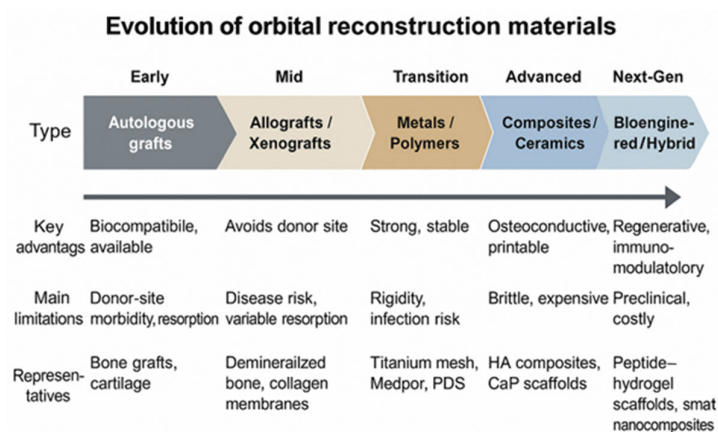 Evolution of orbital reconstruction materials
Early Mid Transition Advanced Next-Gen
Type
Autologous
grafts
Allografts /
Xenografts
Metals /
Polymers
Composites/
Ceramics
Bioengine-
red/Hybrid
Key
advantags
Biocompatibile,
available
Avoids donor site
Strong, stable
Osteoconductive,
printable
Regenerative,
immuno-
modulatolory
Main
limitations
Donor-site
morbidity, resorption
Disease risk,
variable resorption
Rigidity,
infection risk
Brittle, expensive
Preclinical,
costly
Represen-
tatives
Bone grafts,
cartilage
Demineralized
bone, collagen
membranes
Titanium mesh,
Medpor, PDS
HA composites,
CaP scaffolds
Peptide–
hydrogel
scaffolds, smat
nanocomposites